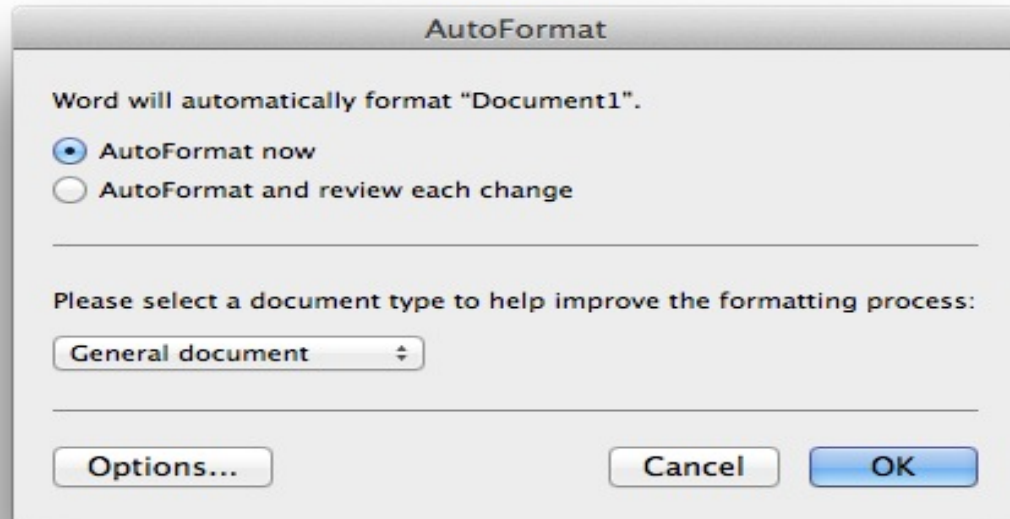 AutoFormat
Word will automatically format “Document1”.
AutoFormat now
AutoFormat and review each change
Please select a document type to help improve the formatting process:
General document
Options...
Cancel
OK